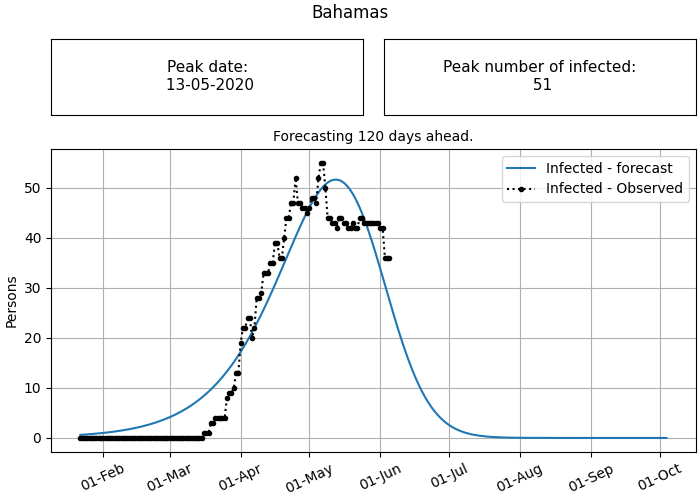 Bahamas
Peak date:
13-05-2020
Peak number of infected:
51
Forecasting 120 days ahead.
Infected - forecast
Infected - Observed
Persons
50
40
30
20
10
0
01-Feb
01-Mar
01-Apr
01-May
01-Jun
01-Jul
01-Aug
01-Sep
01-Oct